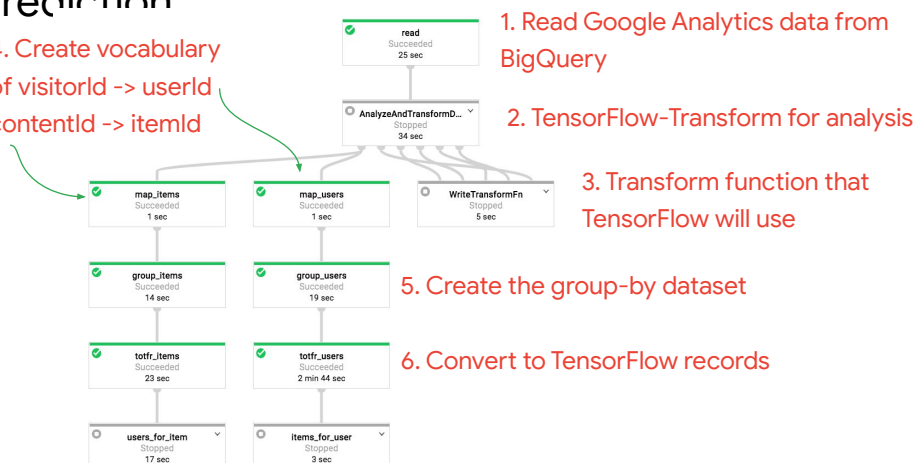 1. Read Google Analytics data from
BigQuery
read
Succeeded
25 sec
4. Create vocabulary
of visitorId -> userId
contentId -> itemId
AnalyzeAndTransformD...
Stopped
34 sec
2. TensorFlow-Transform for analysis
map_items
Succeeded
1 sec
map_users
Succeeded
1 sec
WriteTransformFn
Stopped
5 sec
3. Transform function that
TensorFlow will use
group_items
Succeeded
14 sec
group_users
Succeeded
19 sec
5. Create the group-by dataset
totfr_items
Succeeded
23 sec
totfr_users
Succeeded
2 min 44 sec
6. Convert to TensorFlow records
users_for_item
Stopped
17 sec
items_for_user
Stopped
3 sec